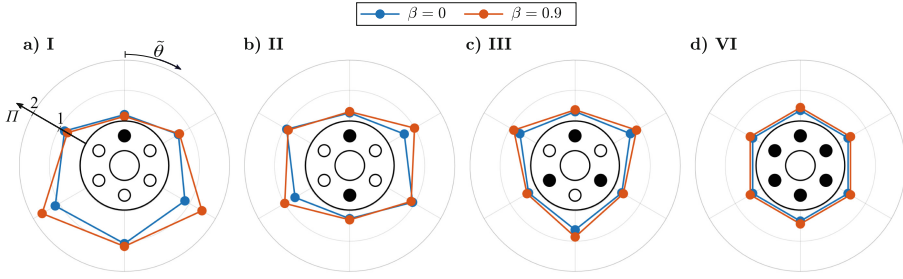 β = 0 β = 0.9
a) I b) II c) III d) VI
θ̃
2
1
Π